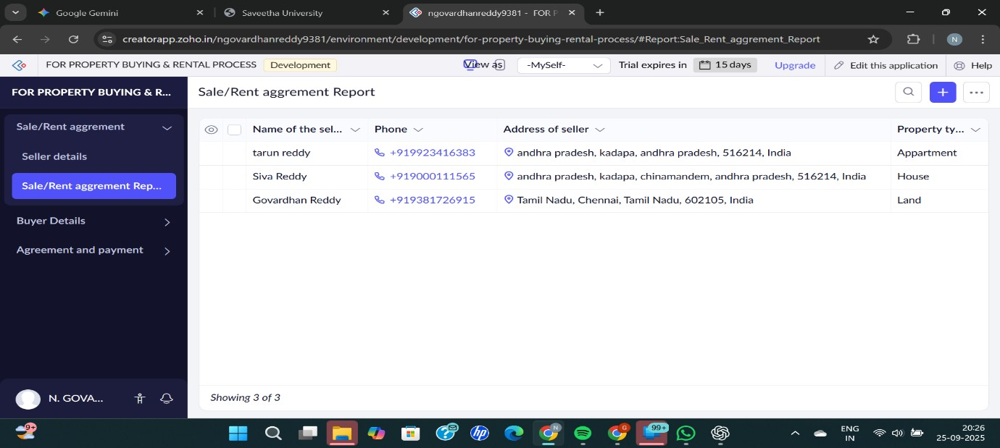 Google Gemini
Saveetha University
ngovardhanreddy9381 - FOR P
creatorapp.zoho.in/ngovardhanreddy9381/environment/development/for-property-buying-rental-process/#Report:Sale_Rent_aggrement_Report
N
FOR PROPERTY BUYING & RENTAL PROCESS Development View as -MySelf- Trial expires in 15 days Upgrade Edit this application Help
FOR PROPERTY BUYING & R...
Sale/Rent aggrement
Seller details
Sale/Rent aggrement Rep...
Buyer Details
Agreement and payment
N. GOVA...
Sale/Rent aggrement Report
Name of the sel... Phone Address of seller Property ty...
tarun reddy +919923416383 andhra pradesh, kadapa, andhra pradesh, 516214, India Appartment
Siva Reddy +919000111565 andhra pradesh, kadapa, chinamandem, andhra pradesh, 516214, India House
Govardhan Reddy +919381726915 Tamil Nadu, Chennai, Tamil Nadu, 602105, India Land
Showing 3 of 3
9+
hp
N
G
99+
ENG
IN
20:26
25-09-2025